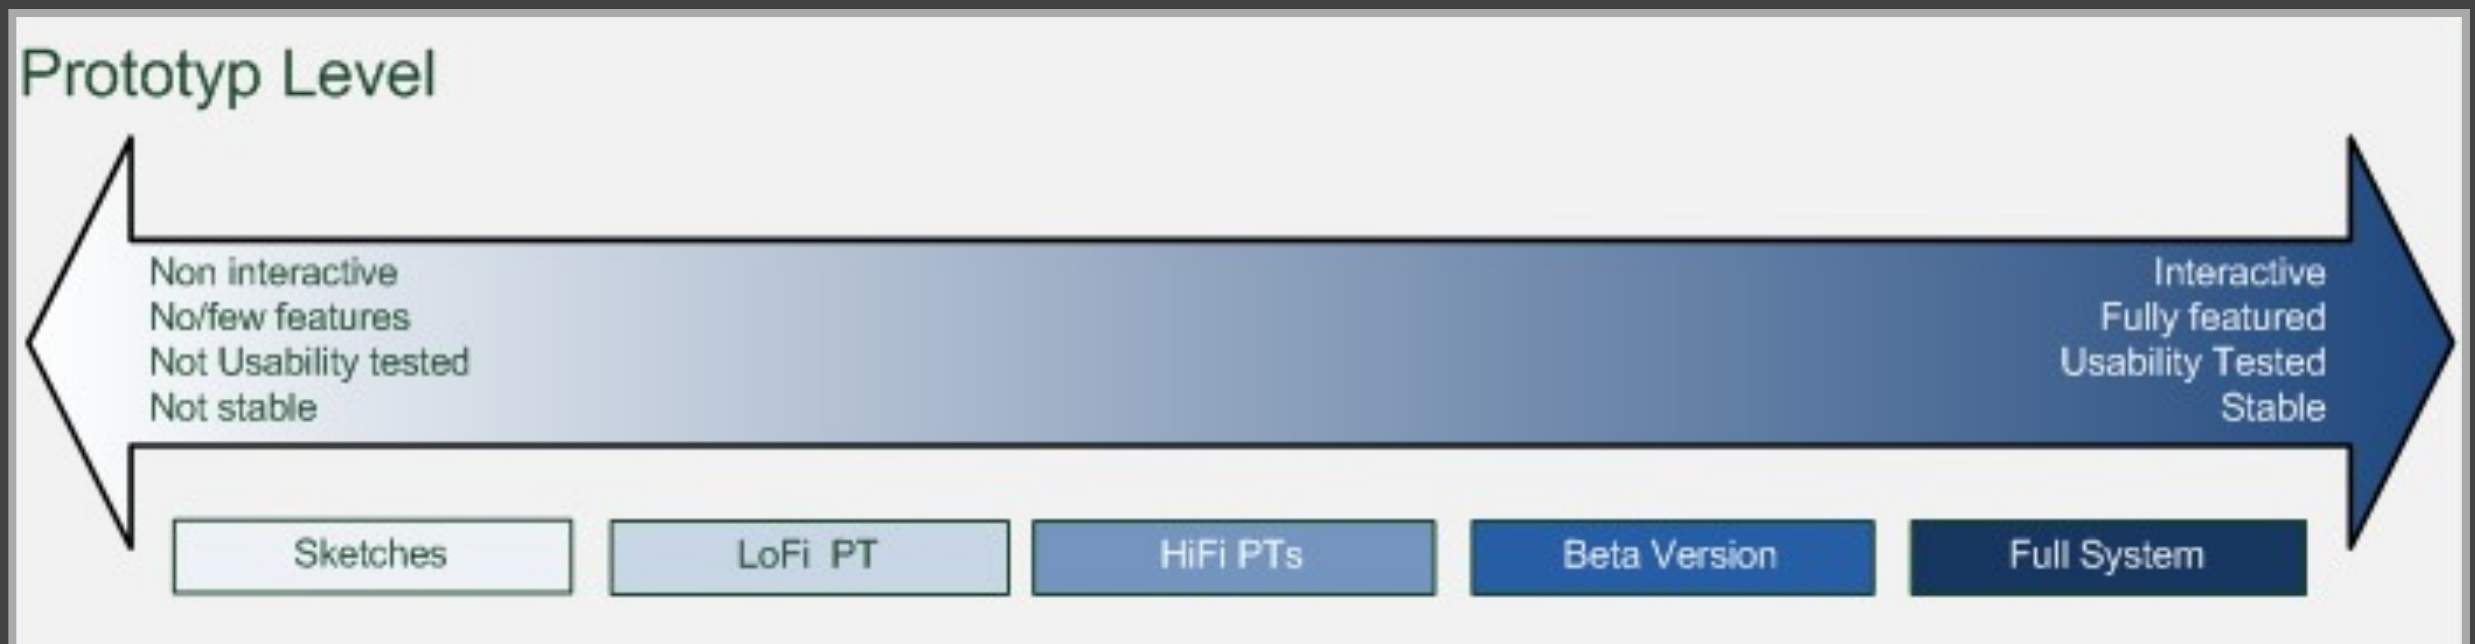 Prototyp Level
Non interactive
No/few features
Not Usability tested
Not stable
Interactive
Fully featured
Usability Tested
Stable
Sketches
LoFi PT
HiFi PTs
Beta Version
Full System